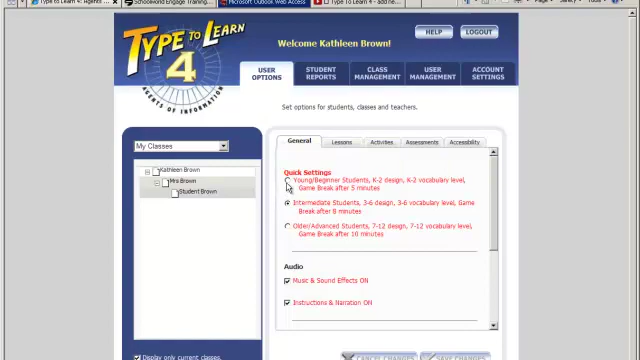 Type to Learn 4: Agents
Schoolworld Engage Training
Microsoft Outlook Web Access
Type To Learn 4 - add ne
Page
Safety
Tools
TYPE TO LEARN
4
AGENTS OF INFORMATION
HELP
LOGOUT
Welcome Kathleen Brown!
USER OPTIONS
STUDENT REPORTS
CLASS MANAGEMENT
USER MANAGEMENT
ACCOUNT SETTINGS
Set options for students, classes and teachers.
My Classes
Kathleen Brown
Mrs Brown
Student Brown
Display only current classes.
General
Lessons
Activities
Assessments
Accessibility
Quick Settings
Young/Beginner Students, K-2 design, K-2 vocabulary level,
Game Break after 5 minutes
Intermediate Students, 3-6 design, 3-6 vocabulary level, Game
Break after 8 minutes
Older/Advanced Students, 7-12 design, 7-12 vocabulary level,
Game Break after 10 minutes
Audio
Music & Sound Effects ON
Instructions & Narration ON
CANCEL CHANGES
SAVE CHANGES